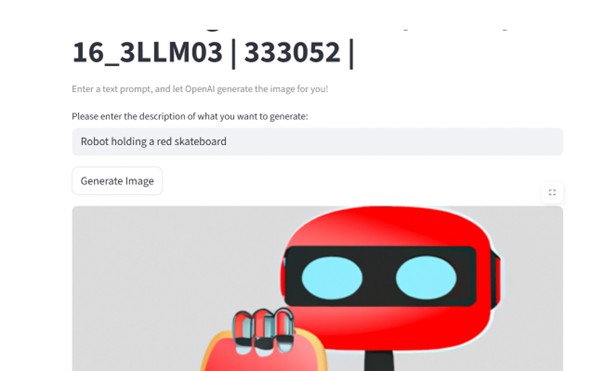 16_3LLM03 | 333052 |
Enter a text prompt, and let OpenAI generate the image for you!
Please enter the description of what you want to generate:
Robot holding a red skateboard
Generate Image